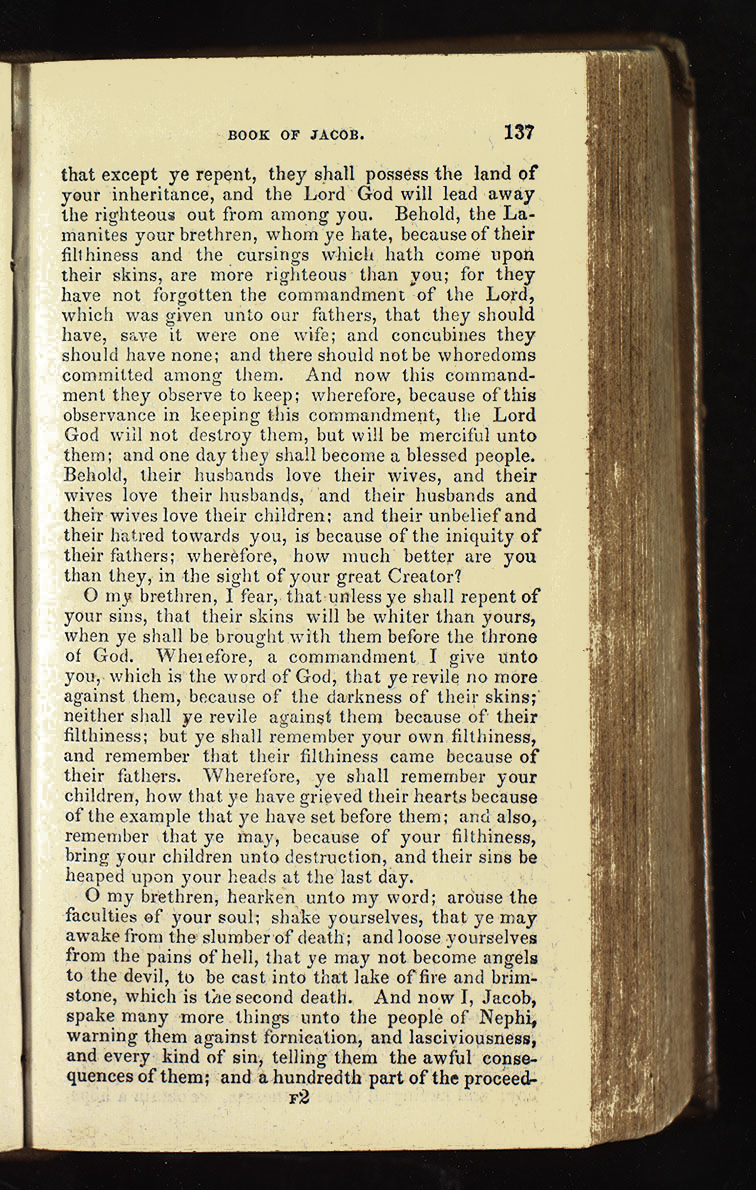 BOOK OF JACOB. 137
that except ye repent, they shall possess the land of
your inheritance, and the Lord God will lead away
the righteous out from among you. Behold, the La-
manites your brethren, whom ye hate, because of their
filthiness and the cursings which hath come upon
their skins, are more righteous than you; for they
have not forgotten the commandment of the Lord,
which was given unto our fathers, that they should
have, save it were one wife; and concubines they
should have none; and there should not be whoredoms
committed among them. And now this command-
ment they observe to keep; wherefore, because of this
observance in keeping this commandment, the Lord
God will not destroy them, but will be merciful unto
them; and one day they shall become a blessed people.
Behold, their husbands love their wives, and their
wives love their husbands, and their husbands and
their wives love their children; and their unbelief and
their hatred towards you, is because of the iniquity of
their fathers; wherefore, how much better are you
than they, in the sight of your great Creator?
O my brethren, I fear, that unless ye shall repent of
your sins, that their skins will be whiter than yours,
when ye shall be brought with them before the throne
of God. Wherefore, a commandment I give unto
you, which is the word of God, that ye revile no more
against them, because of the darkness of their skins;
neither shall ye revile against them because of their
filthiness; but ye shall remember your own filthiness,
and remember that their filthiness came because of
their fathers. Wherefore, ye shall remember your
children, how that ye have grieved their hearts because
of the example that ye have set before them; and also,
remember that ye may, because of your filthiness,
bring your children unto destruction, and their sins be
heaped upon your heads at the last day.
O my brethren, hearken unto my word; arouse the
faculties of your soul; shake yourselves, that ye may
awake from the slumber of death; and loose yourselves
from the pains of hell, that ye may not become angels
to the devil, to be cast into that lake of fire and brim-
stone, which is the second death. And now I, Jacob,
spake many more things unto the people of Nephi,
warning them against fornication, and lasciviousness,
and every kind of sin, telling them the awful conse-
quences of them; and a hundredth part of the proceed-
F2